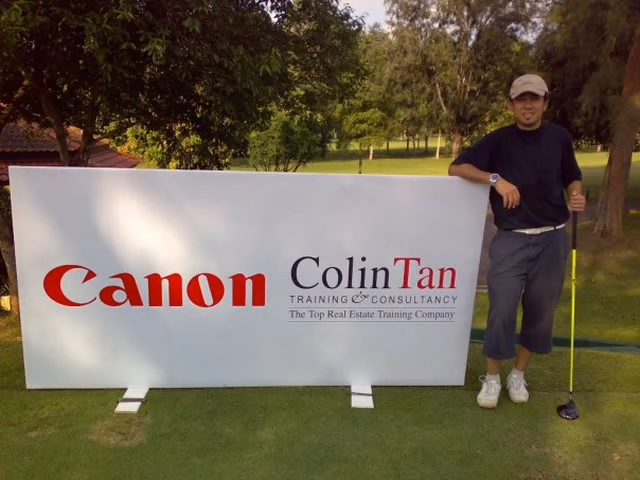 Canon
ColinTan
TRAINING & CONSULTANCY
The Top Real Estate Training Company